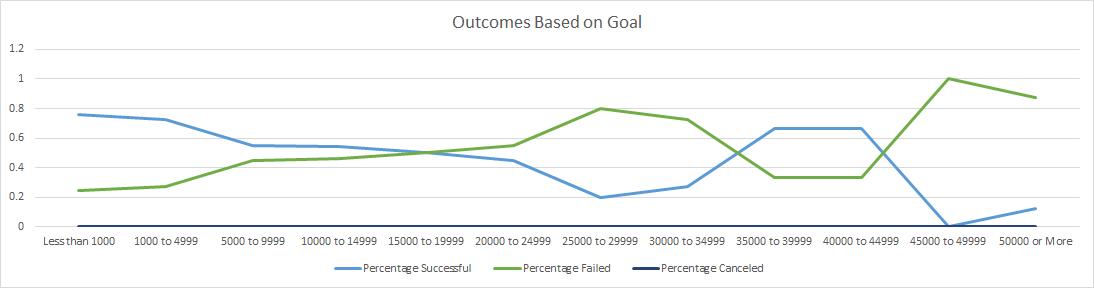 Outcomes Based on Goal
1.2
1
0.8
0.6
0.4
0.2
0
Less than 1000 1000 to 4999 5000 to 9999 10000 to 14999 15000 to 19999 20000 to 24999 25000 to 29999 30000 to 34999 35000 to 39999 40000 to 44999 45000 to 49999 50000 or More
Percentage Successful Percentage Failed Percentage Canceled